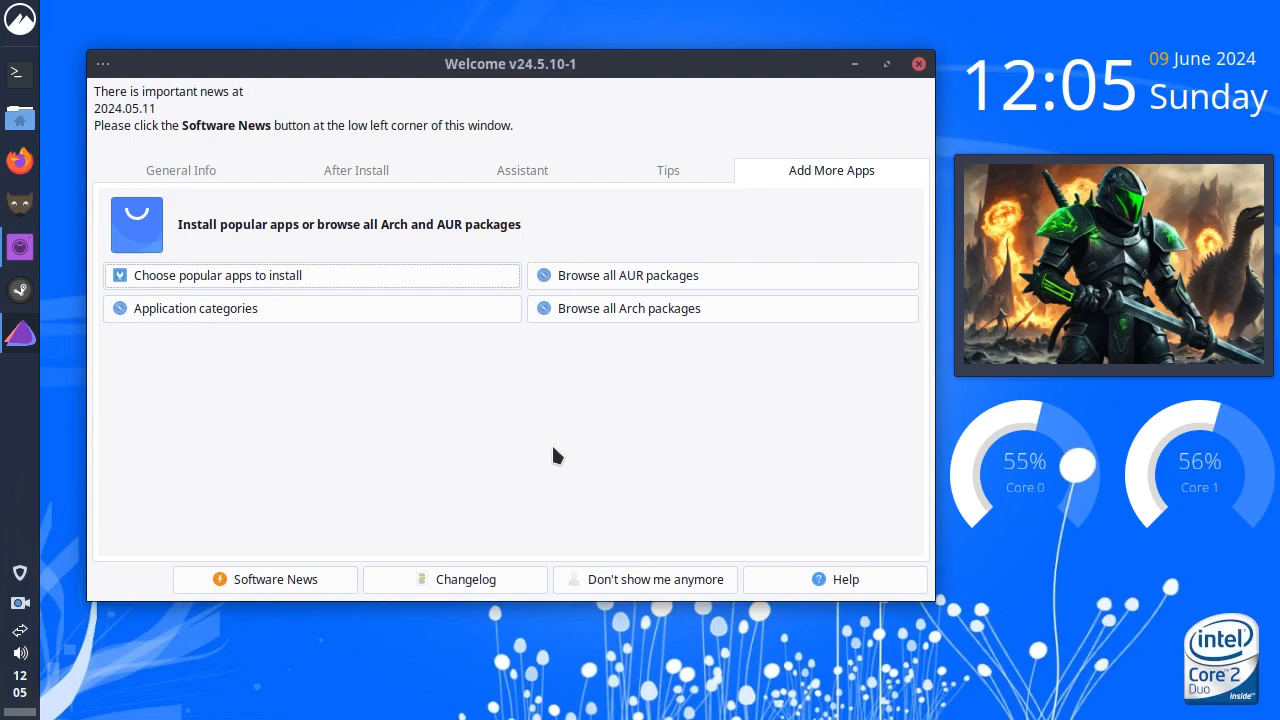 Welcome v24.5.10-1
There is important news at
2024.05.11
Please click the Software News button at the low left corner of this window.
General Info
After Install
Assistant
Tips
Add More Apps
Install popular apps or browse all Arch and AUR packages
Choose popular apps to install
Browse all AUR packages
Application categories
Browse all Arch packages
Software News
Changelog
Don't show me anymore
Help
12:05
09 June 2024
Sunday
55%
Core 0
56%
Core 1
intel
Core™2
Duo
inside™
12
05